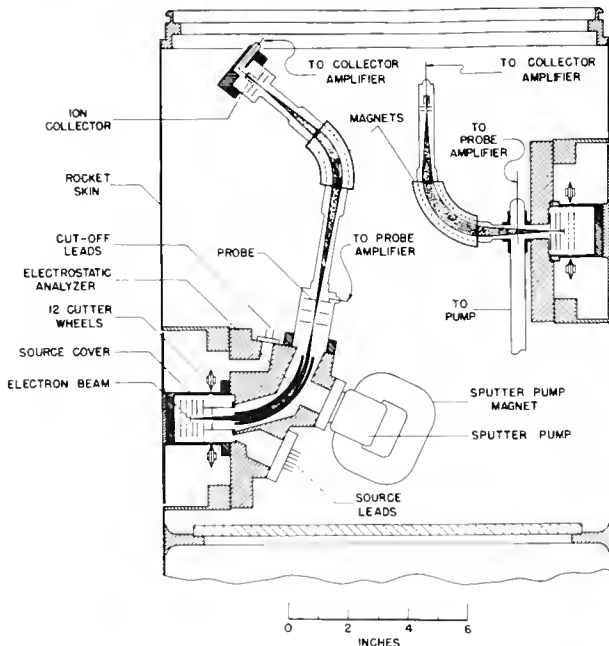 TO COLLECTOR
AMPLIFIER
TO COLLECTOR
AMPLIFIER
ION
COLLECTOR
MAGNETS
TO
PROBE
AMPLIFIER
ROCKET
SKIN
CUT-OFF
LEADS
PROBE
TO PROBE
AMPLIFIER
ELECTROSTATIC
ANALYZER
12 CUTTER
WHEELS
TO
PUMP
SOURCE COVER
ELECTRON BEAM
SPUTTER PUMP
MAGNET
SPUTTER PUMP
SOURCE
LEADS
0 2 4 6
INCHES